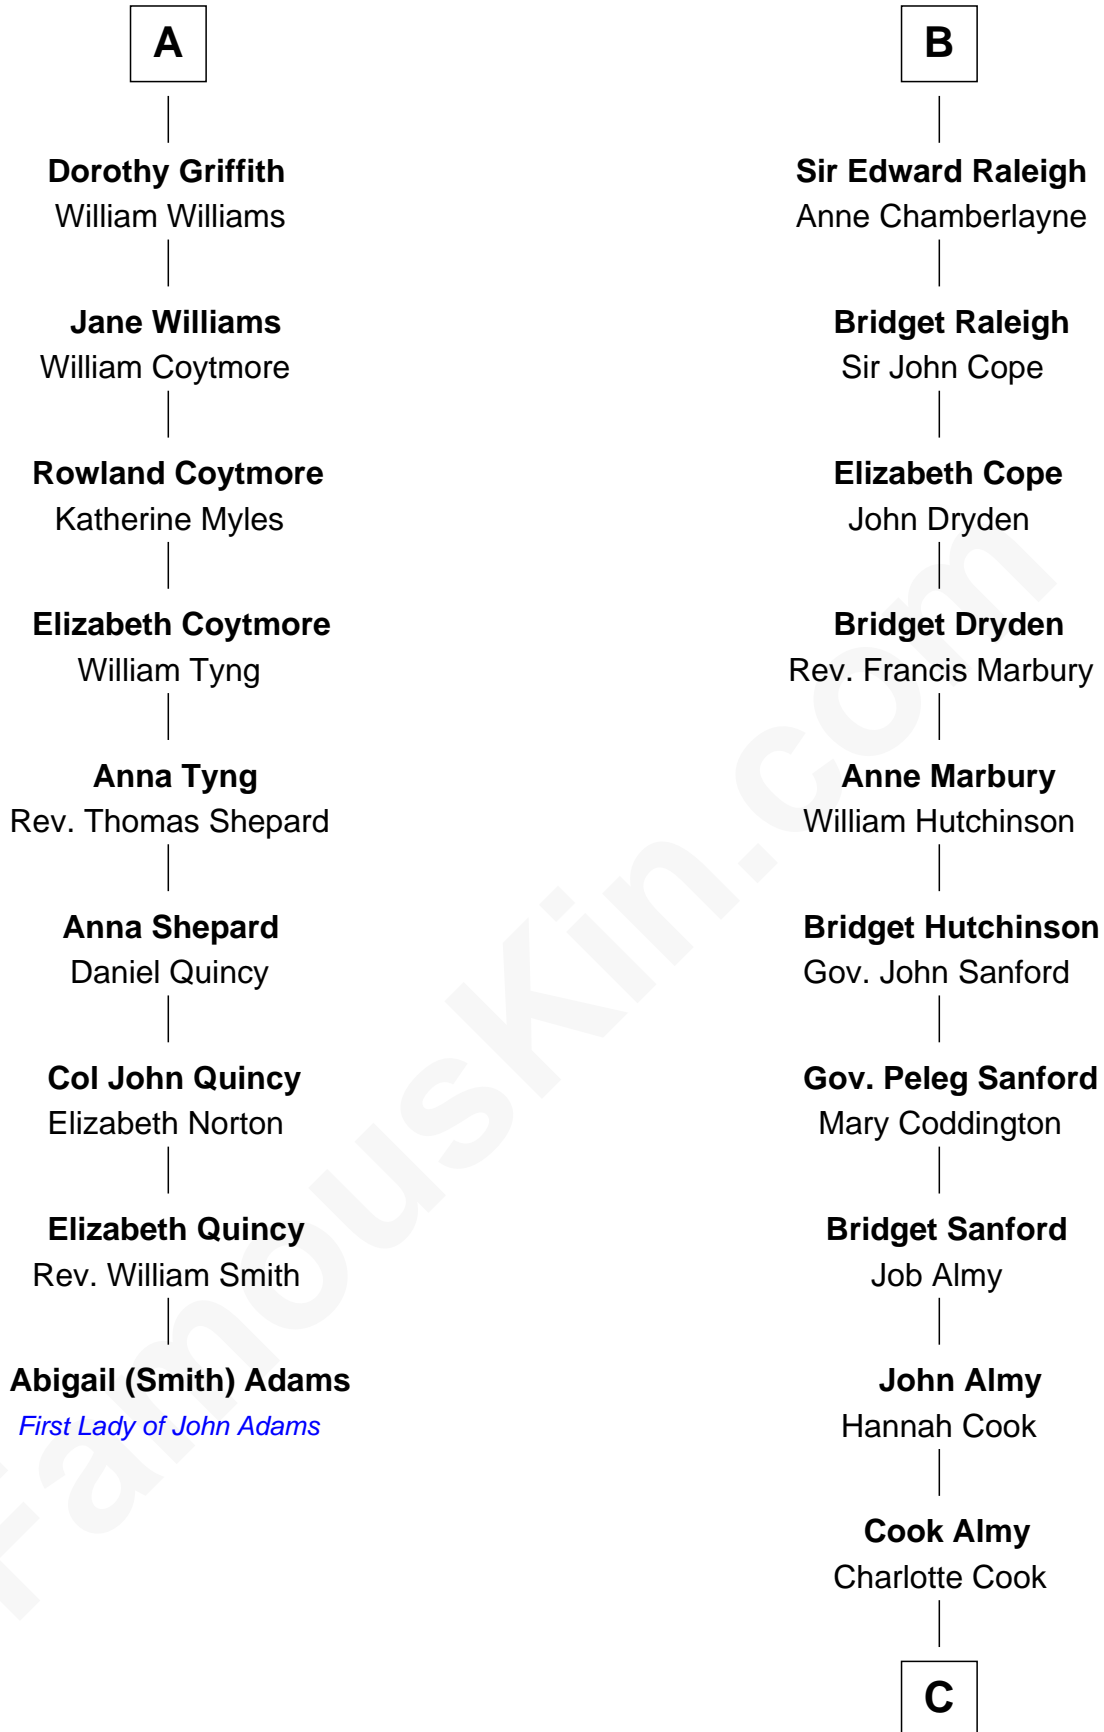 A
Dorothy Griffith
William Williams
Jane Williams
William Coytmore
Rowland Coytmore
Katherine Myles
Elizabeth Coytmore
William Tyng
Anna Tyng
Rev. Thomas Shepard
Anna Shepard
Daniel Quincy
Col John Quincy
Elizabeth Norton
Elizabeth Quincy
Rev. William Smith
Abigail (Smith) Adams
First Lady of John Adams
B
Sir Edward Raleigh
Anne Chamberlayne
Bridget Raleigh
Sir John Cope
Elizabeth Cope
John Dryden
Bridget Dryden
Rev. Francis Marbury
Anne Marbury
William Hutchinson
Bridget Hutchinson
Gov. John Sanford
Gov. Peleg Sanford
Mary Coddington
Bridget Sanford
Job Almy
John Almy
Hannah Cook
Cook Almy
Charlotte Cook
C
FamousKin.com